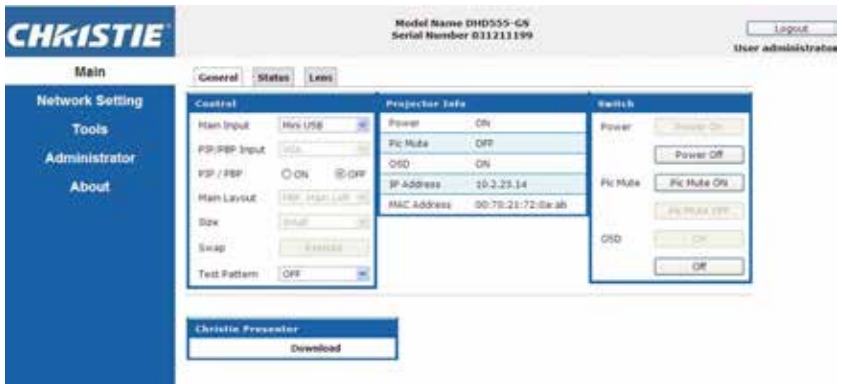 CHRISTIE
Model Name DHD555-GS
Serial Number 031211199
Logout
User administrator
Main
Network Setting
Tools
Administrator
About
General Status Lens
Control
Main Input Mini USB
PIP/PBP Input VGA
PIP / PBP ON OFF
Main Layout PBP, Main Left
Size Small
Swap Execute
Test Pattern OFF
Projector Info
Power ON
Pic Mute OFF
OSD ON
IP Address 10.2.25.14
MAC Address 00:70:21:72:0a:ab
Switch
Power Power On
Power Off
Pic Mute Pic Mute ON
Pic Mute OFF
OSD On
Off
Christie Presenter
Download